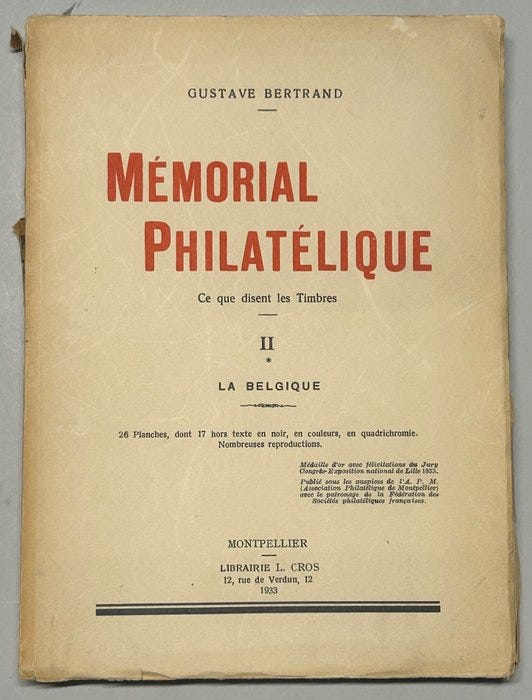 GUSTAVE BERTRAND
MÉMORIAL
PHILATÉLIQUE
Ce que disent les Timbres
II
*
LA BELGIQUE
26 Planches, dont 17 hors texte en noir, en couleurs, en quadrichromie.
Nombreuses reproductions.
Médaille d'or avec félicitations du Jury
Congrès-Exposition national de Lille 1933.
Publié sous les auspices de l'A. P. M.
(Association Philatélique de Montpellier)
avec le patronage de la Fédération des
Sociétés philatéliques françaises.
MONTPELLIER
LIBRAIRIE L. CROS
12, rue de Verdun, 12
1933